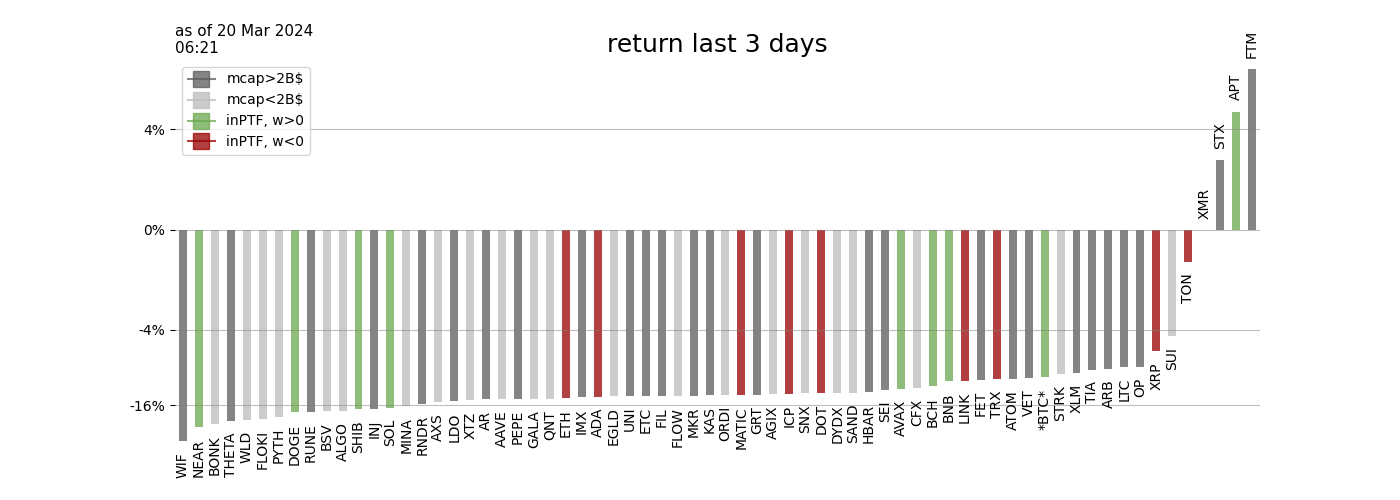 as of 20 Mar 2024
06:21
return last 3 days
mcap>2B$
mcap<2B$
inPTF, w>0
inPTF, w<0
4%
0%
-4%
-16%
WIF
NEAR
BONK
THETA
WLD
FLOKI
PYTH
DOGE
RUNE
BSV
ALGO
SHIB
INJ
SOL
MINA
RNDR
AXS
LDO
XTZ
AR
AAVE
PEPE
GALA
QNT
ETH
IMX
ADA
EGLD
UNI
ETC
FIL
FLOW
MKR
KAS
ORDI
MATIC
GRT
AGIX
ICP
SNX
DOT
DYDX
SAND
HBAR
SEI
AVAX
CFX
BCH
BNB
LINK
FET
TRX
ATOM
VET
*BTC*
STRK
XLM
TIA
ARB
LTC
OP
XRP
SUI
TON
XMR
STX
APT
FTM